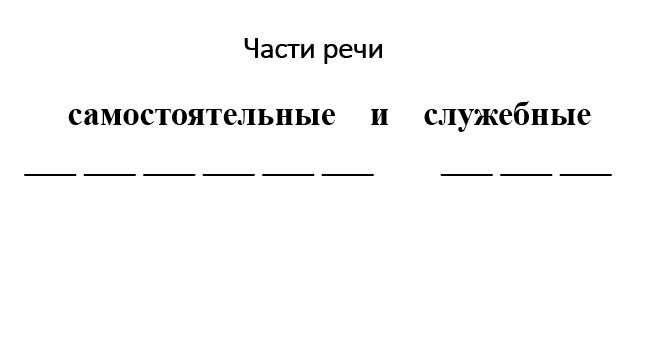 Части речи
самостоятельные и служебные
___ ___ ___ ___ ___ ___ ___ ___ ___